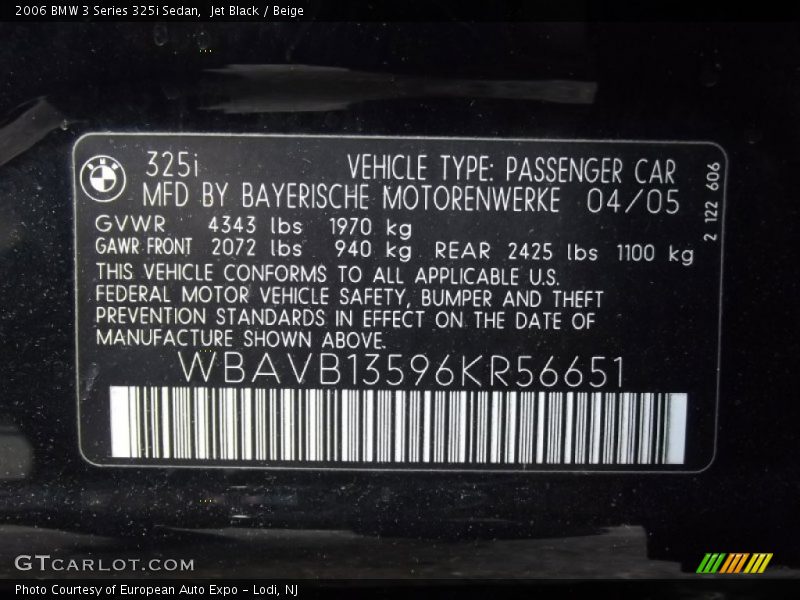 2006 BMW 3 Series 325i Sedan, Jet Black / Beige
BMW
325i
VEHICLE TYPE: PASSENGER CAR
MFD BY BAYERISCHE MOTORENWERKE 04/05
GVWR 4343 lbs 1970 kg
GAWR FRONT 2072 lbs 940 kg REAR 2425 lbs 1100 kg
THIS VEHICLE CONFORMS TO ALL APPLICABLE U.S.
FEDERAL MOTOR VEHICLE SAFETY, BUMPER AND THEFT
PREVENTION STANDARDS IN EFFECT ON THE DATE OF
MANUFACTURE SHOWN ABOVE.
WBAVB13596KR56651
2 122 606
GTCARLOT.COM
Photo Courtesy of European Auto Expo - Lodi, NJ